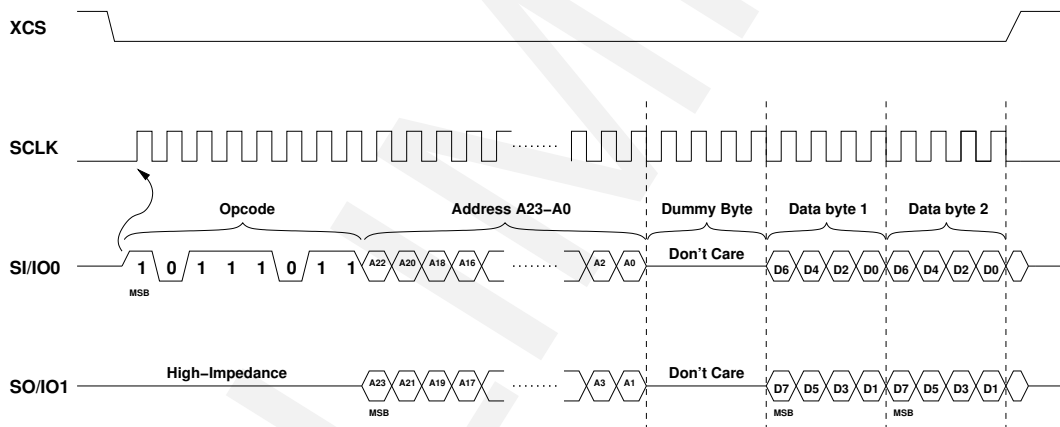 XCS
SCLK
Opcode Address A23–A0 Dummy Byte Data byte 1 Data byte 2
SI/IO0 1 0 1 1 1 0 1 1 A22 A20 A18 A16 A2 A0 Don't Care D6 D4 D2 D0 D6 D4 D2 D0
MSB
SO/IO1 High–Impedance A23 A21 A19 A17 A3 A1 Don't Care D7 D5 D3 D1 D7 D5 D3 D1
MSB MSB MSB